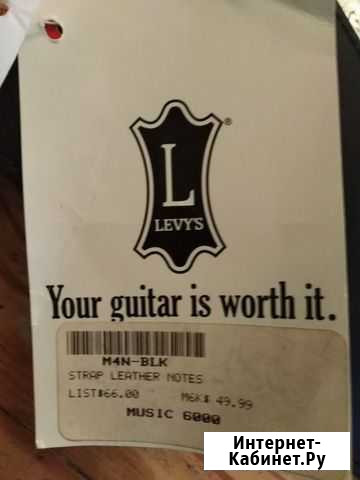 L
LEVY'S
®
Your guitar is worth it.
M4N-BLK
STRAP LEATHER NOTES
LIST$66.00 M6K$ 49.99
MUSIC 6000
Интернет-
Кабинет.Ру